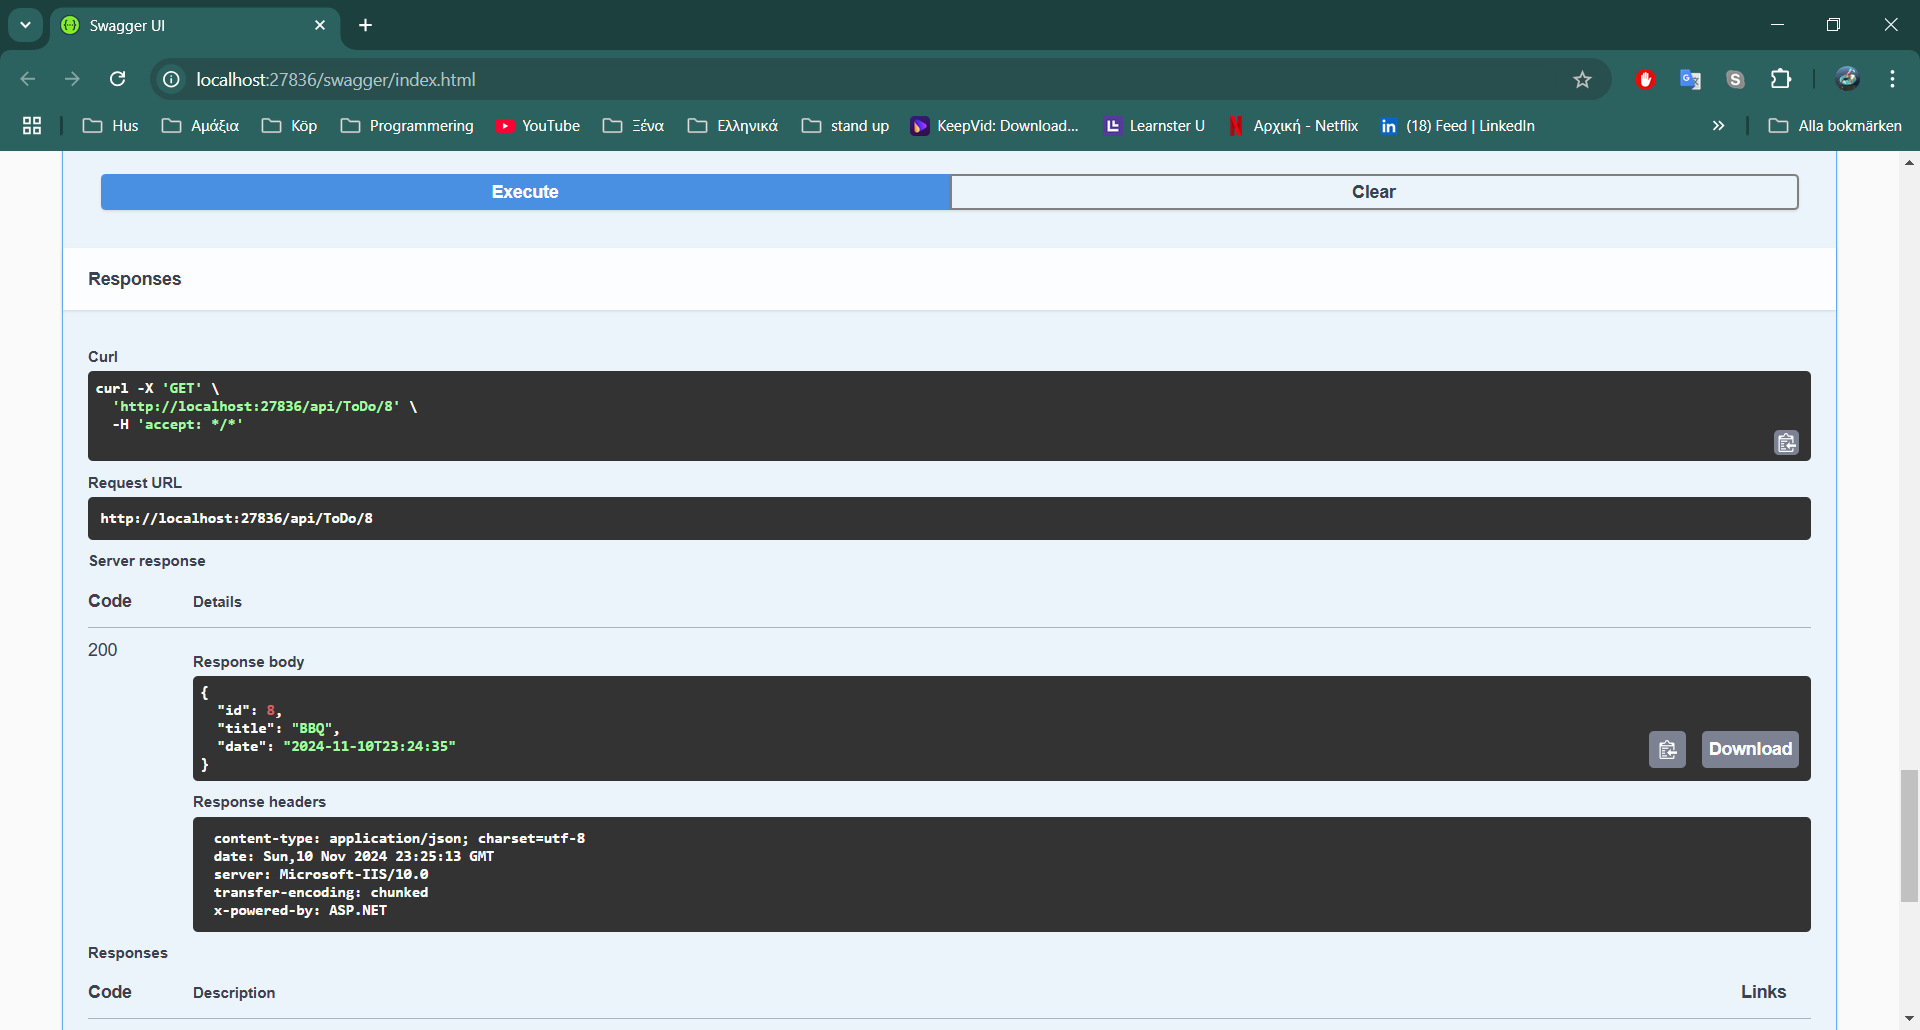 Swagger UI
localhost:27836/swagger/index.html
Hus
Αμάξια
Köp
Programmering
YouTube
Ξένα
Ελληνικά
stand up
KeepVid: Download...
Learnster U
Αρχική - Netflix
(18) Feed | LinkedIn
»
Alla bokmärken
Execute
Clear
Responses
Curl
curl -X 'GET' \
'http://localhost:27836/api/ToDo/8' \
-H 'accept: */*'
Request URL
http://localhost:27836/api/ToDo/8
Server response
Code Details
200
Response body
{
"id": 8,
"title": "BBQ",
"date": "2024-11-10T23:24:35"
}
Download
Response headers
content-type: application/json; charset=utf-8
date: Sun,10 Nov 2024 23:25:13 GMT
server: Microsoft-IIS/10.0
transfer-encoding: chunked
x-powered-by: ASP.NET
Responses
Code Description Links